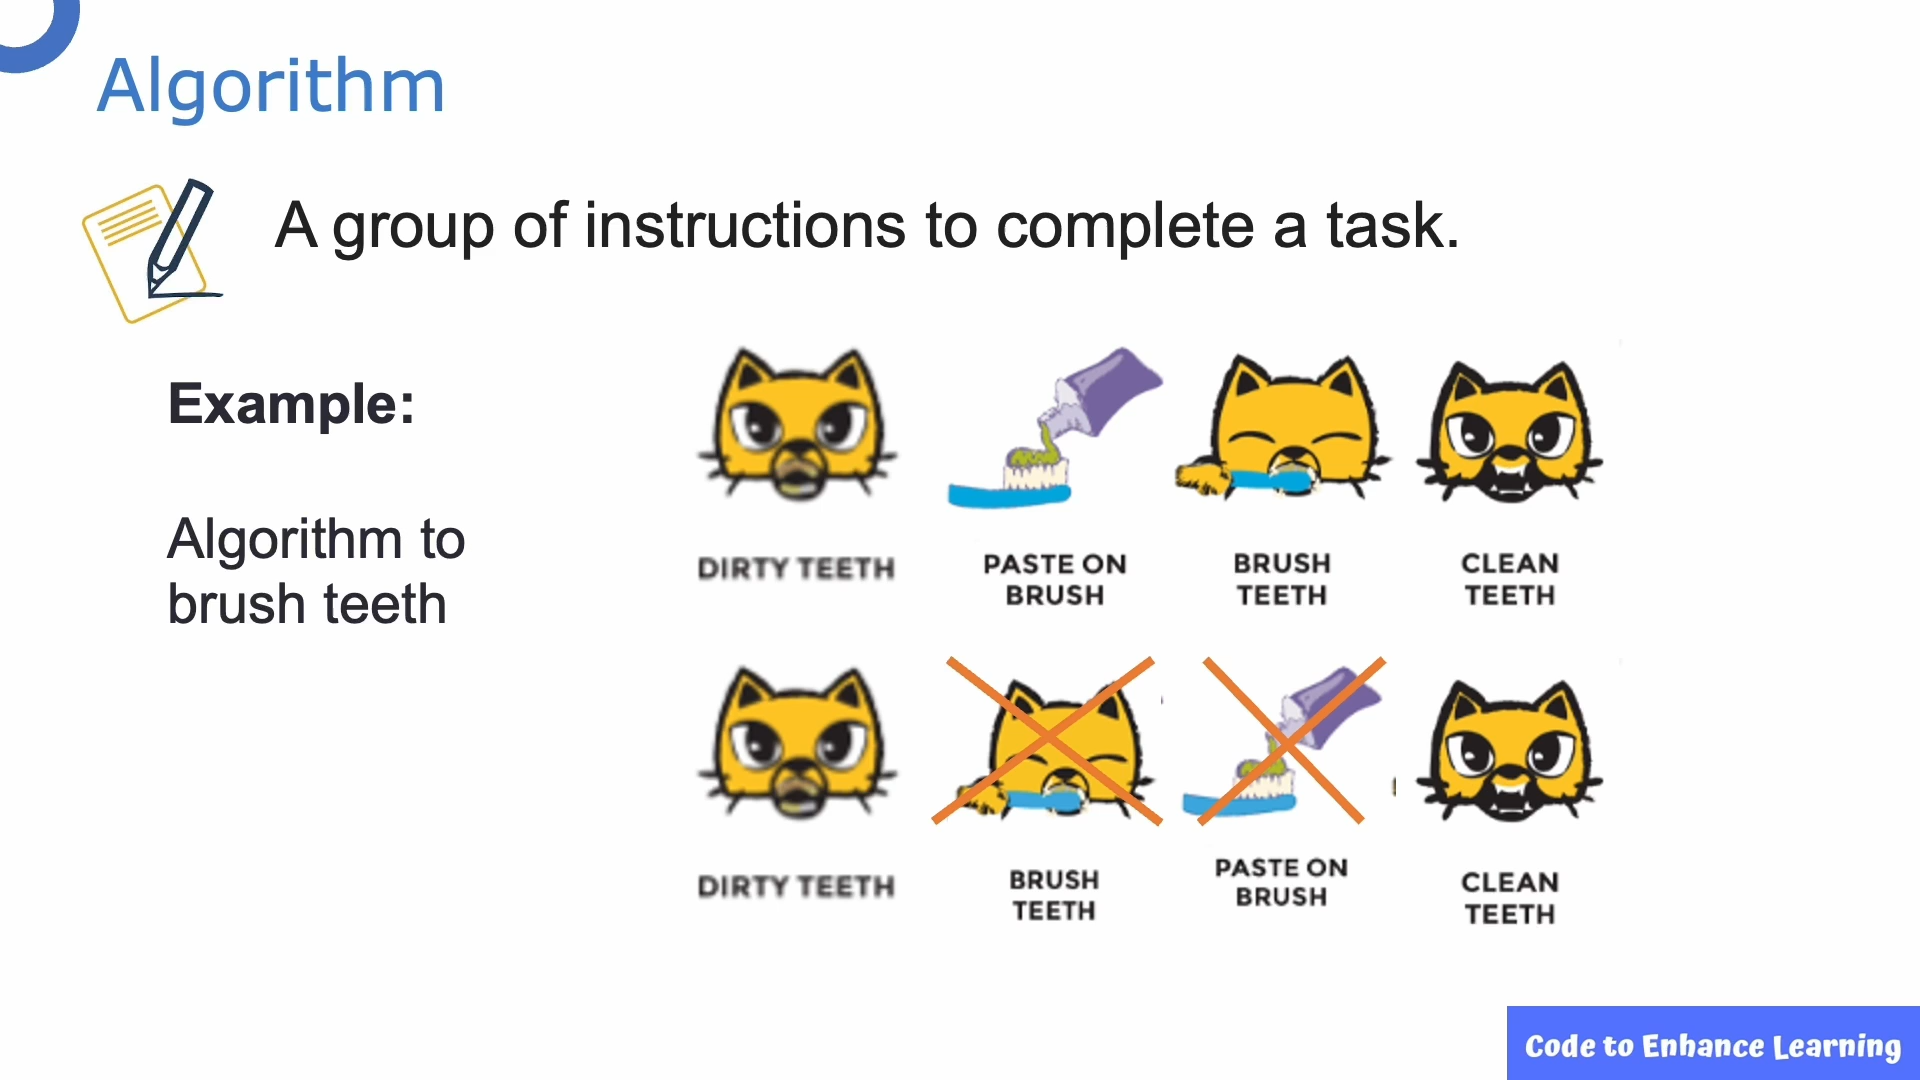 Algorithm
A group of instructions to complete a task.
Example:
Algorithm to
brush teeth
DIRTY TEETH
PASTE ON
BRUSH
BRUSH
TEETH
CLEAN
TEETH
DIRTY TEETH
BRUSH
TEETH
PASTE ON
BRUSH
CLEAN
TEETH
Code to Enhance Learning